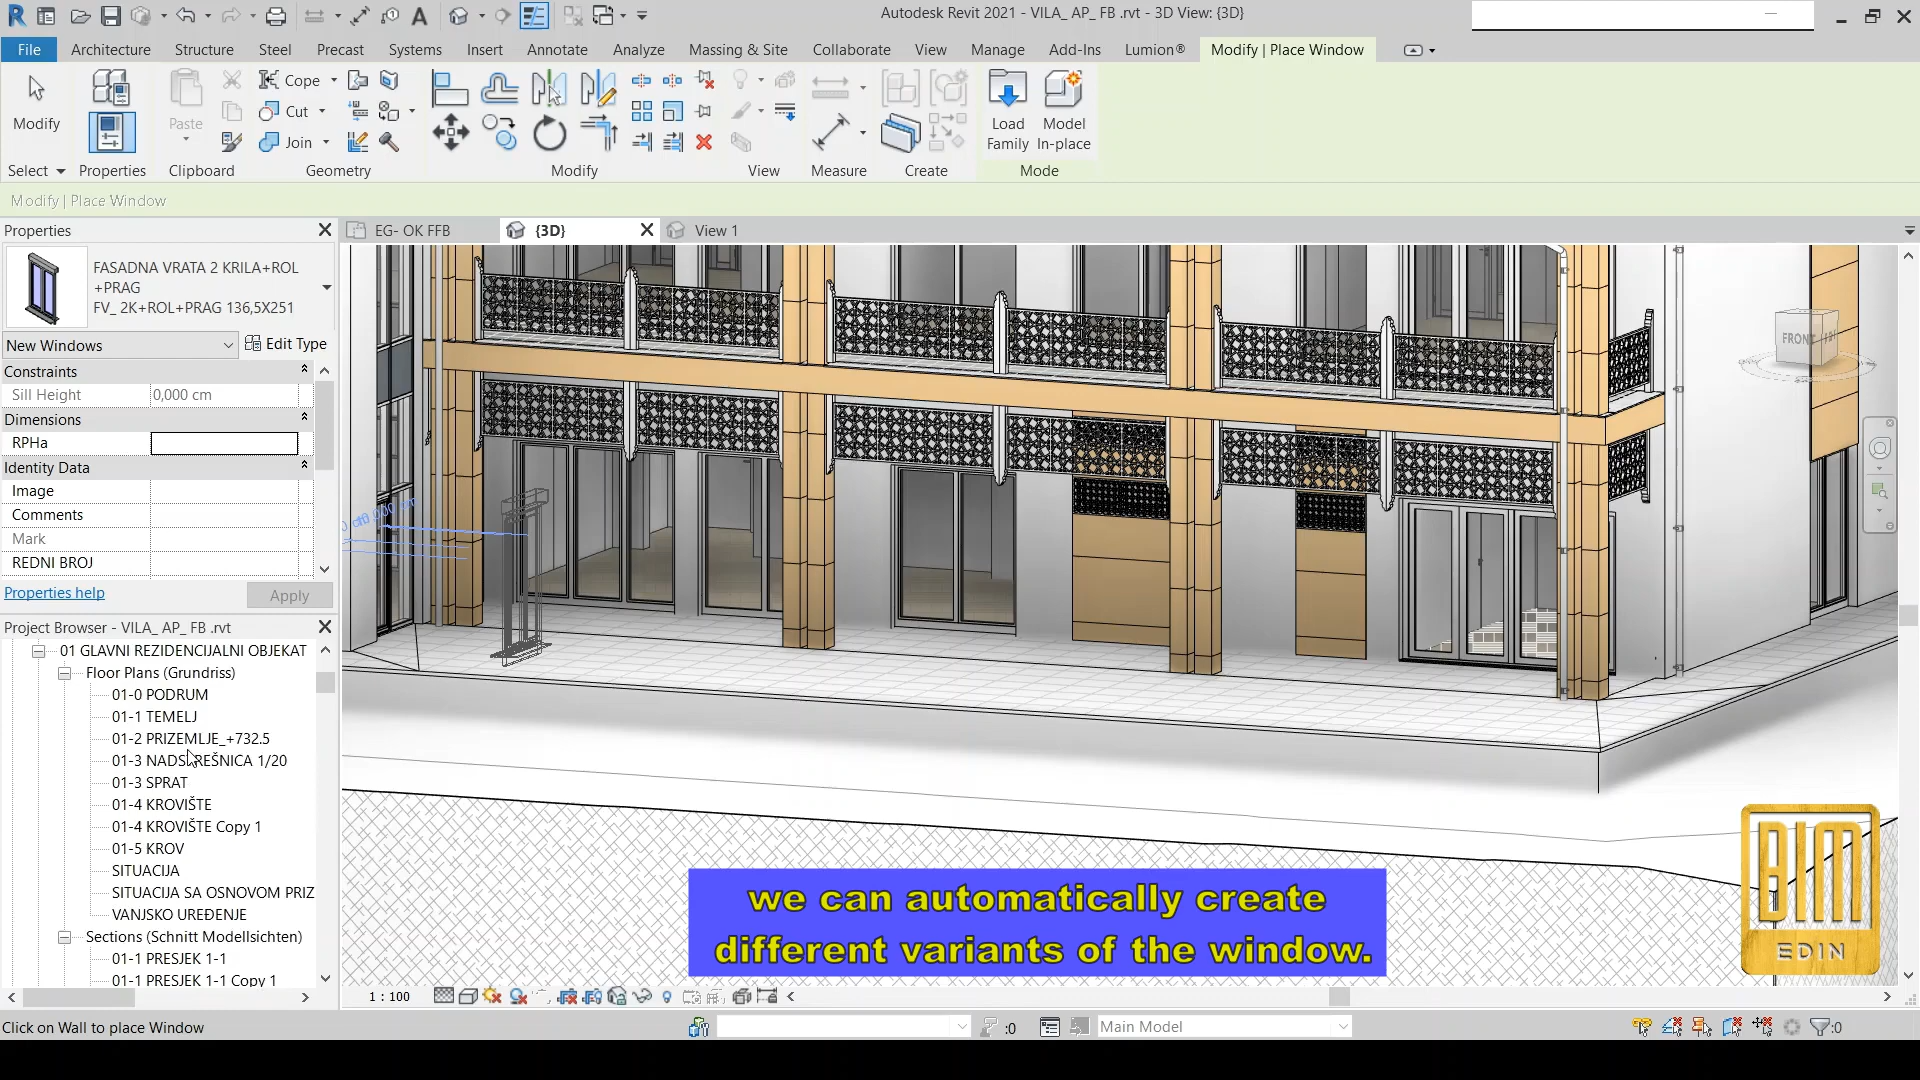 Autodesk Revit 2021 - VILA_ AP_ FB .rvt - 3D View: {3D}
File Architecture Structure Steel Precast Systems Insert Annotate Analyze Massing & Site Collaborate View Manage Add-Ins Lumion® Modify | Place Window
Cope
Cut
Join
Modify Paste Load Family Model In-place
Select Properties Clipboard Geometry Modify View Measure Create Mode
Modify | Place Window
Properties
EG- OK FFB {3D} View 1
FASADNA VRATA 2 KRILA+ROL
+PRAG
FV_ 2K+ROL+PRAG 136,5X251
New Windows Edit Type
Constraints
Sill Height 0,000 cm
Dimensions
RPHa
Identity Data
Image
Comments
Mark
REDNI BROJ
Properties help Apply
FRONT
Project Browser - VILA_ AP_ FB .rvt
01 GLAVNI REZIDENCIJALNI OBJEKAT
Floor Plans (Grundriss)
01-0 PODRUM
01-1 TEMELJ
01-2 PRIZEMLJE_+732.5
01-3 NADSTREŠNICA 1/20
01-3 SPRAT
01-4 KROVIŠTE
01-4 KROVIŠTE Copy 1
01-5 KROV
SITUACIJA
SITUACIJA SA OSNOVOM PRIZ
VANJSKO UREĐENJE
Sections (Schnitt Modellsichten)
01-1 PRESJEK 1-1
01-1 PRESJEK 1-1 Copy 1
we can automatically create
different variants of the window.
BIM
EDIN
1 : 100
Click on Wall to place Window
:0
Main Model
:0